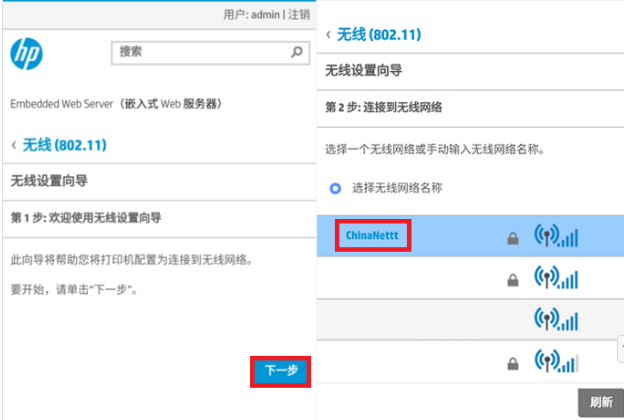 用户: admin | 注销
hp
搜索
Embedded Web Server（嵌入式 Web 服务器）
‹ 无线 (802.11)
无线设置向导
第 1 步: 欢迎使用无线设置向导
此向导将帮助您将打印机配置为连接到无线网络。
要开始，请单击“下一步”。
下一步
‹ 无线 (802.11)
无线设置向导
第 2 步: 连接到无线网络
选择一个无线网络或手动输入无线网络名称。
选择无线网络名称
ChinaNettt
刷新